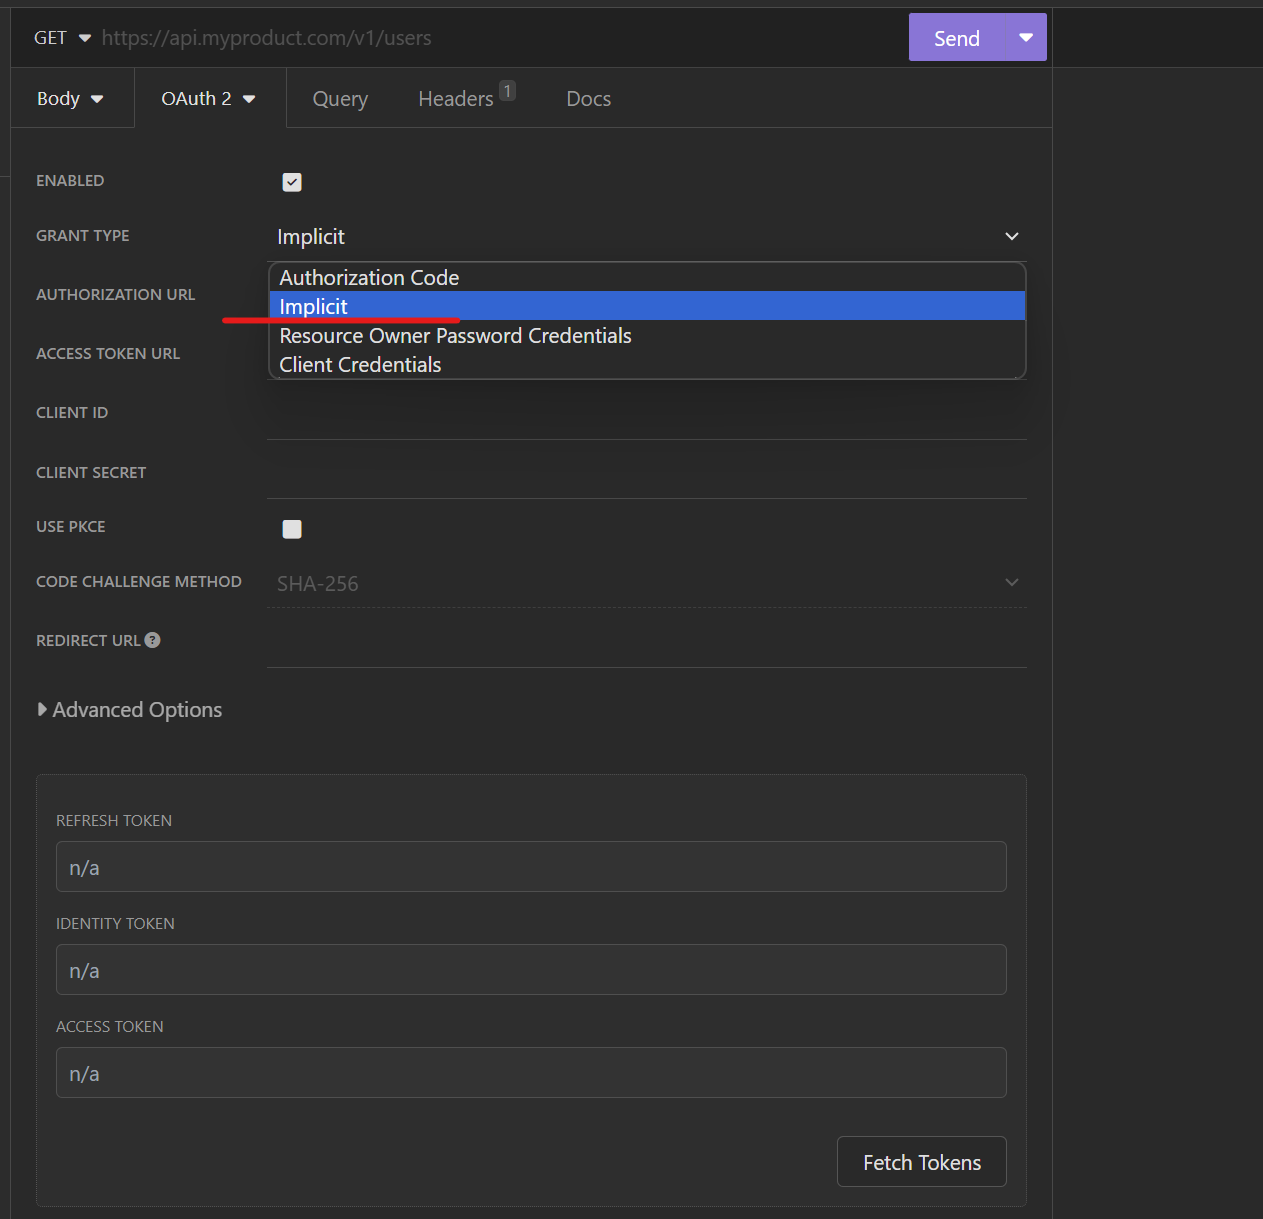 GET https://api.myproduct.com/v1/users Send
Body OAuth 2 Query Headers 1 Docs
ENABLED
GRANT TYPE Implicit
Authorization Code
AUTHORIZATION URL
Implicit
Resource Owner Password Credentials
ACCESS TOKEN URL
Client Credentials
CLIENT ID
CLIENT SECRET
USE PKCE
CODE CHALLENGE METHOD SHA-256
REDIRECT URL ?
Advanced Options
REFRESH TOKEN
n/a
IDENTITY TOKEN
n/a
ACCESS TOKEN
n/a
Fetch Tokens